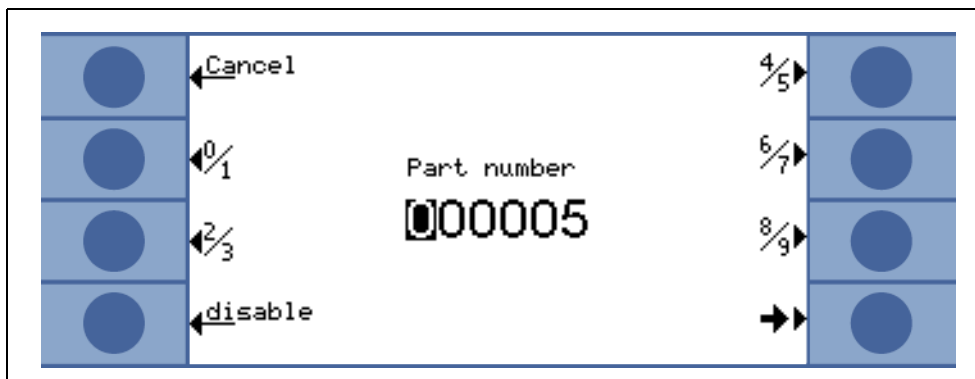 Cancel
4/5
0/1
Part number
6/7
000005
2/3
8/9
disable